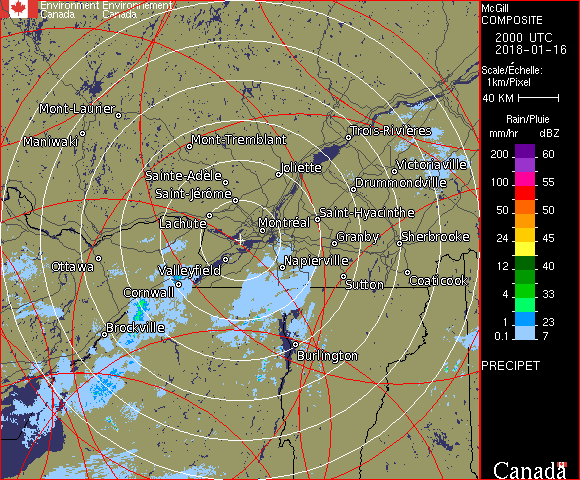 Environment Environnement
Canada Canada
McGill
COMPOSITE
2000 UTC
2018-01-16
Scale/Échelle:
1km/Pixel
40 KM
Rain/Pluie
mm/hr dBZ
200 60
150 55
100 55
50 50
24 45
12 40
4 33
1 23
0.1 7
PRECIPET
Canada
Mont-Laurier
Maniwaki
Mont-Tremblant
Trois-Rivières
Sainte-Adèle
Joliette
Victoriaville
Saint-Jérôme
Drummondville
Lachute
Saint-Hyacinthe
Montréal
Granby
Sherbrooke
Ottawa
Valleyfield
Napierville
Cornwall
Sutton
Coaticook
Brockville
Burlington